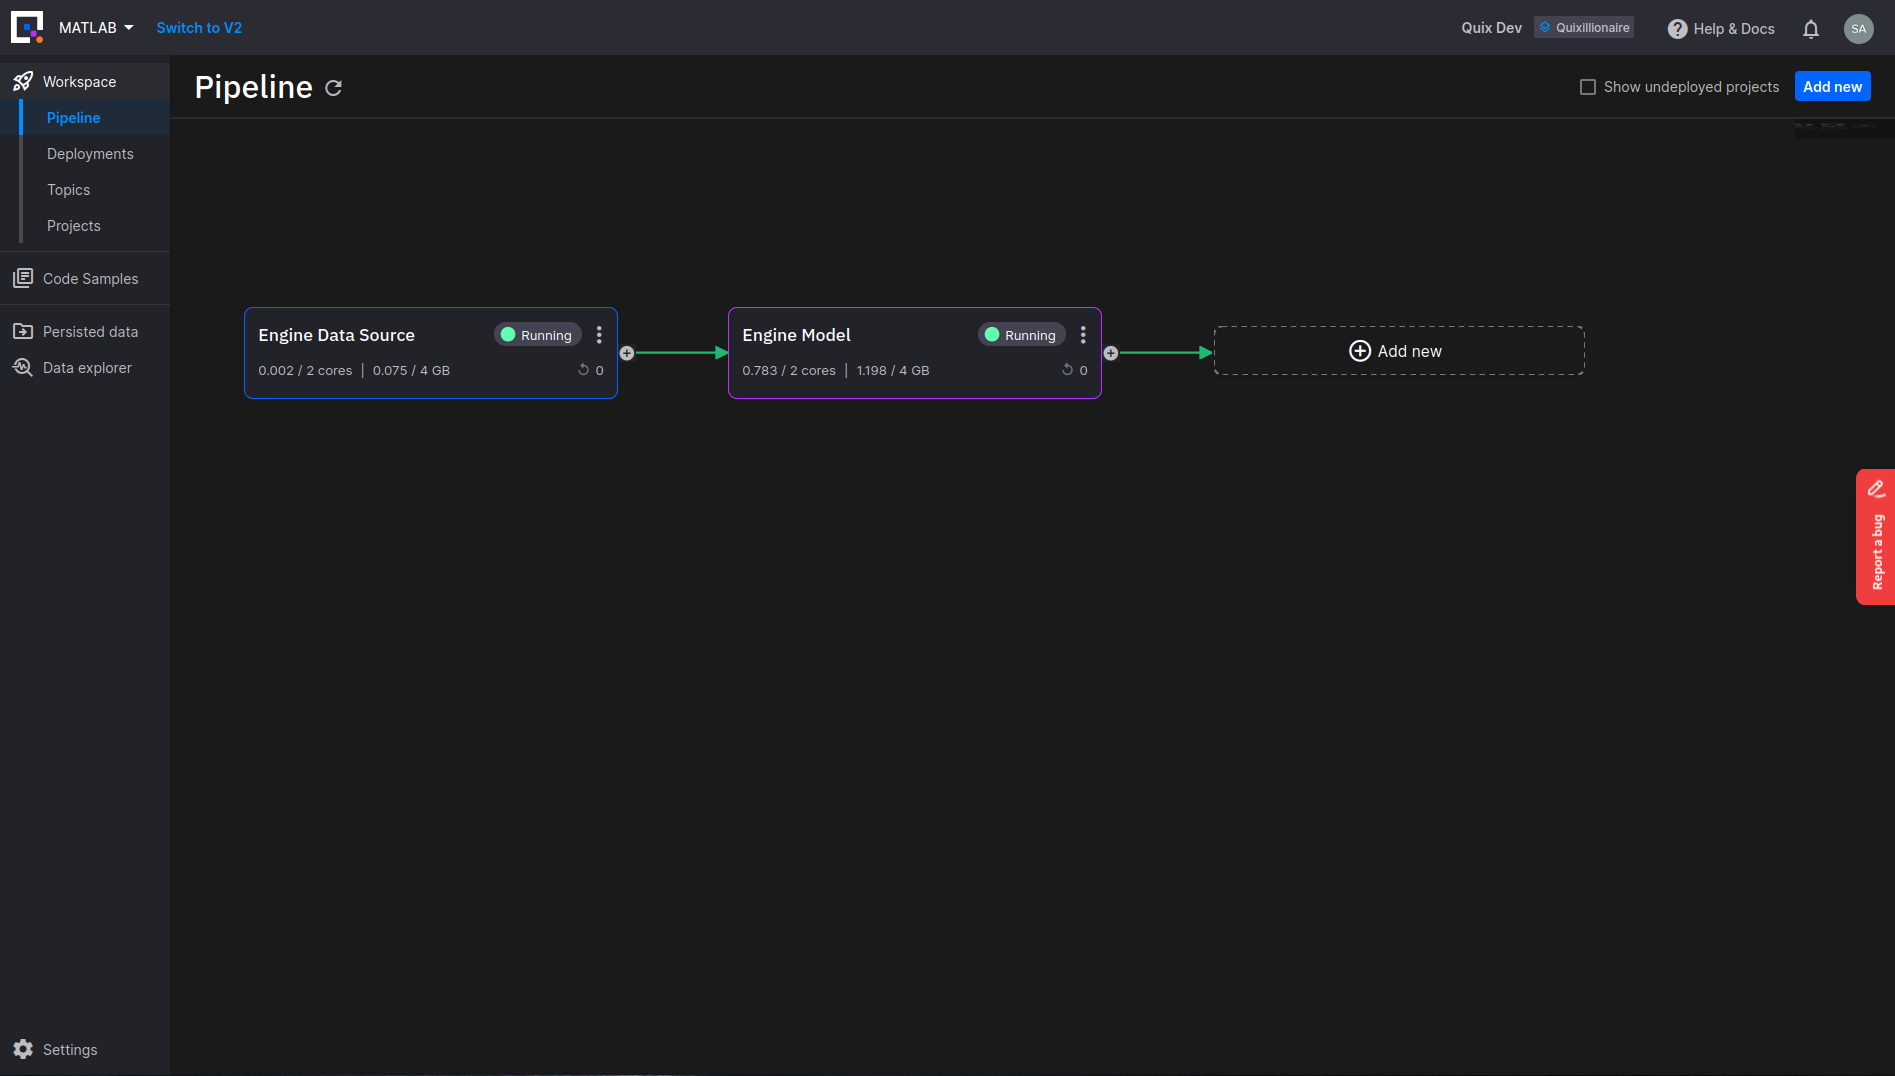 MATLAB
Switch to V2
Quix Dev
Quixillionaire
Help & Docs
SA
Workspace
Pipeline
Deployments
Topics
Projects
Code Samples
Persisted data
Data explorer
Settings
Pipeline
Show undeployed projects
Add new
Engine Data Source
Running
0.002 / 2 cores | 0.075 / 4 GB
0
Engine Model
Running
0.783 / 2 cores | 1.198 / 4 GB
0
Add new
Report a bug